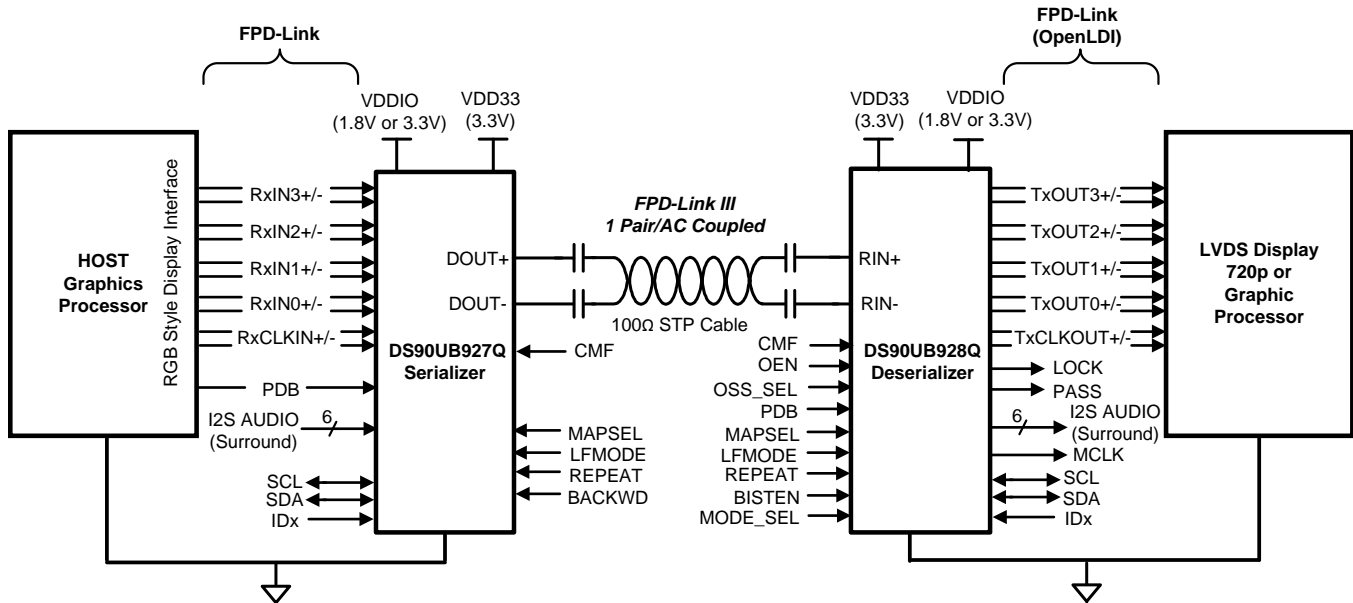 FPD-Link
FPD-Link
(OpenLDI)
VDDIO
(1.8V or 3.3V)
VDD33
(3.3V)
VDD33
(3.3V)
VDDIO
(1.8V or 3.3V)
HOST
Graphics
Processor
RGB Style Display Interface
RxIN3+/-
RxIN2+/-
RxIN1+/-
RxIN0+/-
RxCLKIN+/-
PDB
I2S AUDIO
(Surround)
6
SCL
SDA
IDx
DOUT+
DOUT-
DS90UB927Q
Serializer
CMF
MAPSEL
LFMODE
REPEAT
BACKWD
FPD-Link III
1 Pair/AC Coupled
100Ω STP Cable
RIN+
RIN-
DS90UB928Q
Deserializer
CMF
OEN
OSS_SEL
PDB
MAPSEL
LFMODE
REPEAT
BISTEN
MODE_SEL
TxOUT3+/-
TxOUT2+/-
TxOUT1+/-
TxOUT0+/-
TxCLKOUT+/-
LOCK
PASS
6
I2S AUDIO
(Surround)
MCLK
SCL
SDA
IDx
LVDS Display
720p or
Graphic
Processor